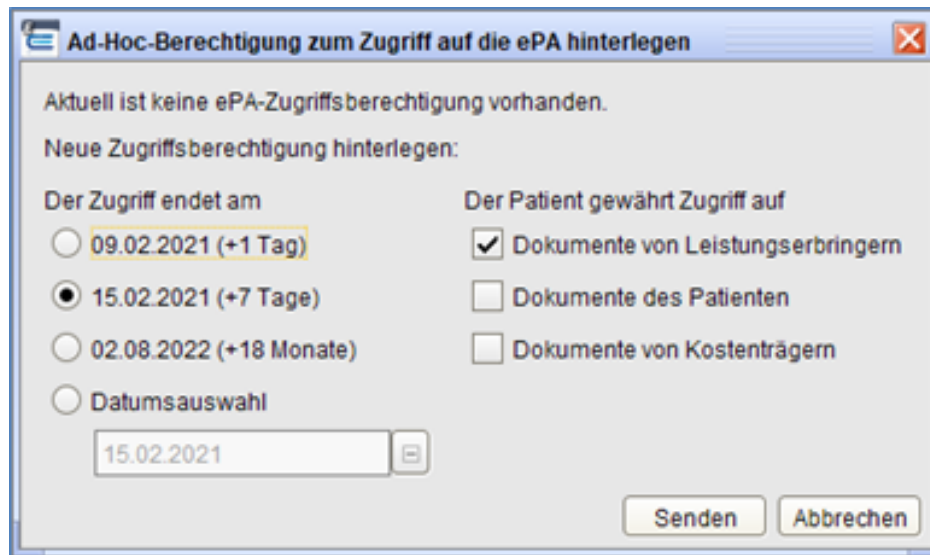 Ad-Hoc-Berechtigung zum Zugriff auf die ePA hinterlegen
Aktuell ist keine ePA-Zugriffsberechtigung vorhanden.
Neue Zugriffsberechtigung hinterlegen:
Der Zugriff endet am
09.02.2021 (+1 Tag)
15.02.2021 (+7 Tage)
02.08.2022 (+18 Monate)
Datumsauswahl
15.02.2021
Der Patient gewährt Zugriff auf
Dokumente von Leistungserbringern
Dokumente des Patienten
Dokumente von Kostenträgern
Senden
Abbrechen